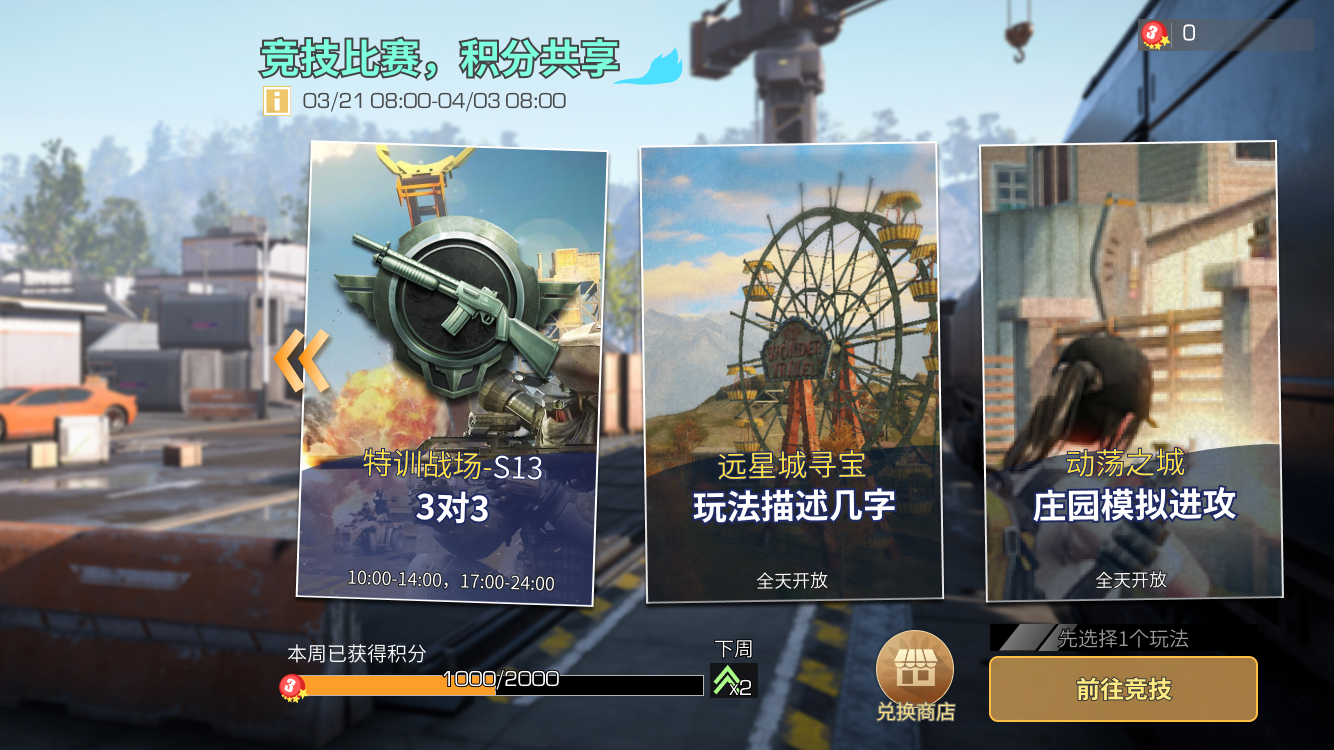 竞技比赛，积分共享
03/21 08:00-04/03 08:00
3
0
WONDER
特训战场-S13
3对3
10:00-14:00，17:00-24:00
远星城寻宝
玩法描述几字
全天开放
动荡之城
庄园模拟进攻
全天开放
本周已获得积分
3
1000/2000
下周
x2
兑换商店
先选择1个玩法
前往竞技